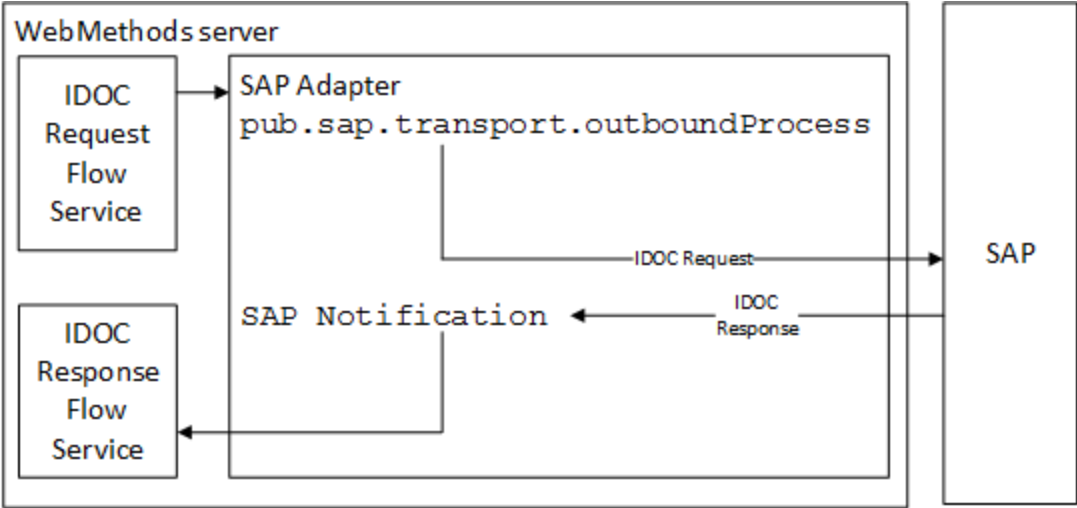 WebMethods server
IDOC
Request
Flow
Service
SAP Adapter
pub.sap.transport.outboundProcess
IDOC Request
SAP
SAP Notification
IDOC
Response
IDOC
Response
Flow
Service